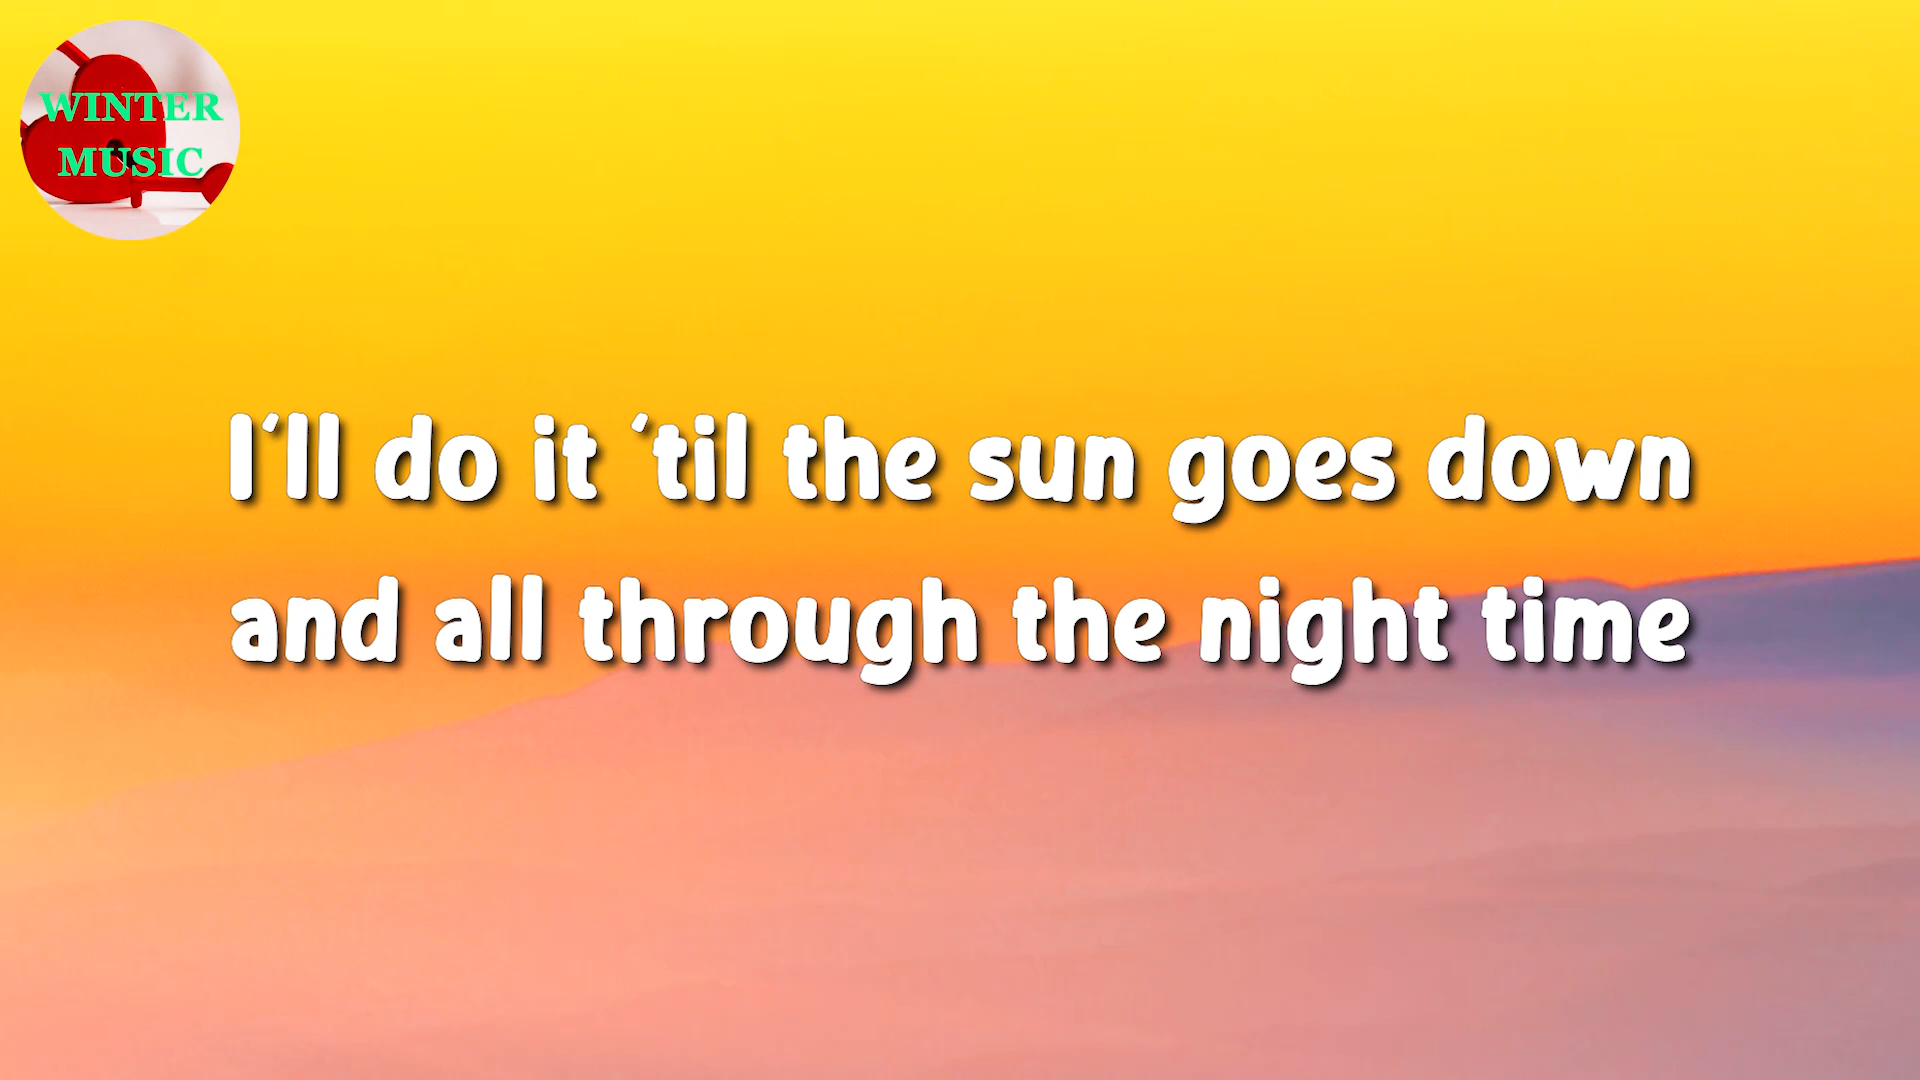 WINTER
MUSIC
I'll do it 'til the sun goes down
and all through the night time